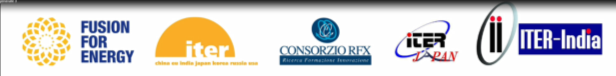 FUSION
FOR
ENERGY
iter
china eu india japan korea russia usa
CONSORZIO RFX
Ricerca Formazione Innovazione
ITER
JAPAN
ii
ITER-India